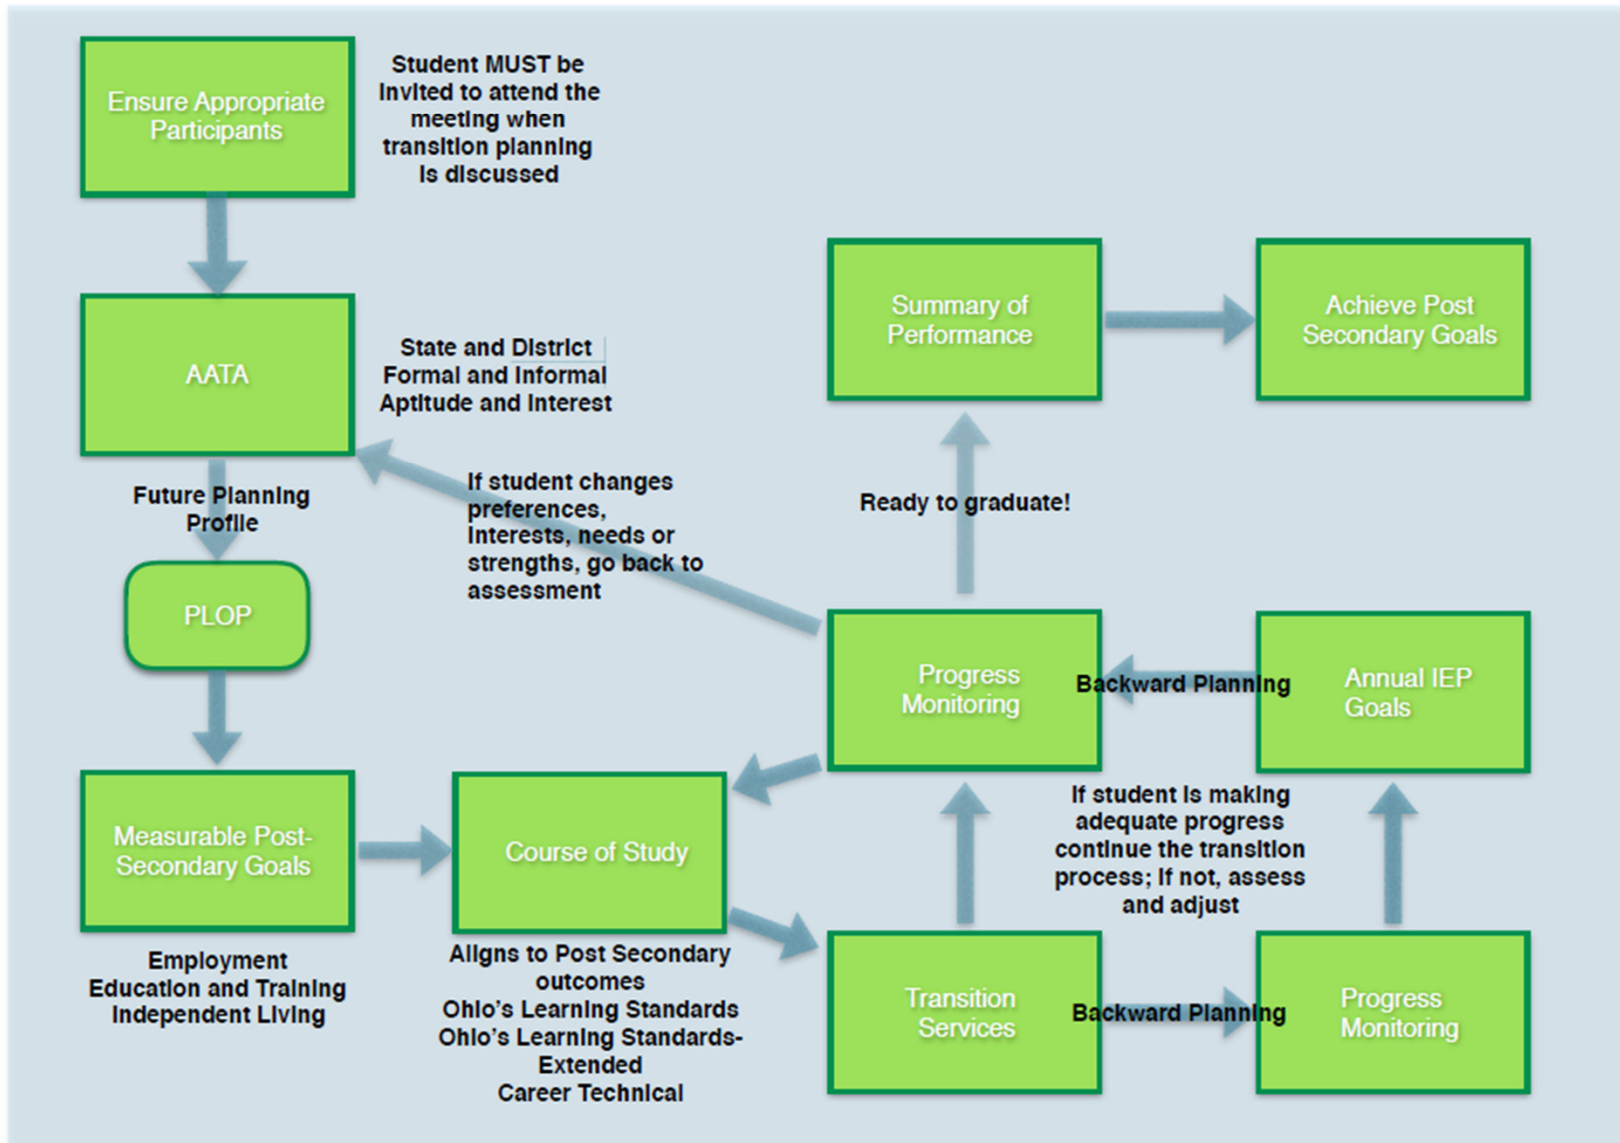 Ensure Appropriate
Participants
Student MUST be
invited to attend the
meeting when
transition planning
is discussed
AATA
State and District
Formal and Informal
Aptitude and Interest
Future Planning
Profile
PLOP
If student changes
preferences,
interests, needs or
strengths, go back to
assessment
Measurable Post-
Secondary Goals
Employment
Education and Training
Independent Living
Course of Study
Aligns to Post Secondary
outcomes
Ohio's Learning Standards
Ohio's Learning Standards-
Extended
Career Technical
Summary of
Performance
Achieve Post
Secondary Goals
Ready to graduate!
Progress
Monitoring
Backward Planning
Annual IEP
Goals
If student is making
adequate progress
continue the transition
process; if not, assess
and adjust
Transition
Services
Backward Planning
Progress
Monitoring